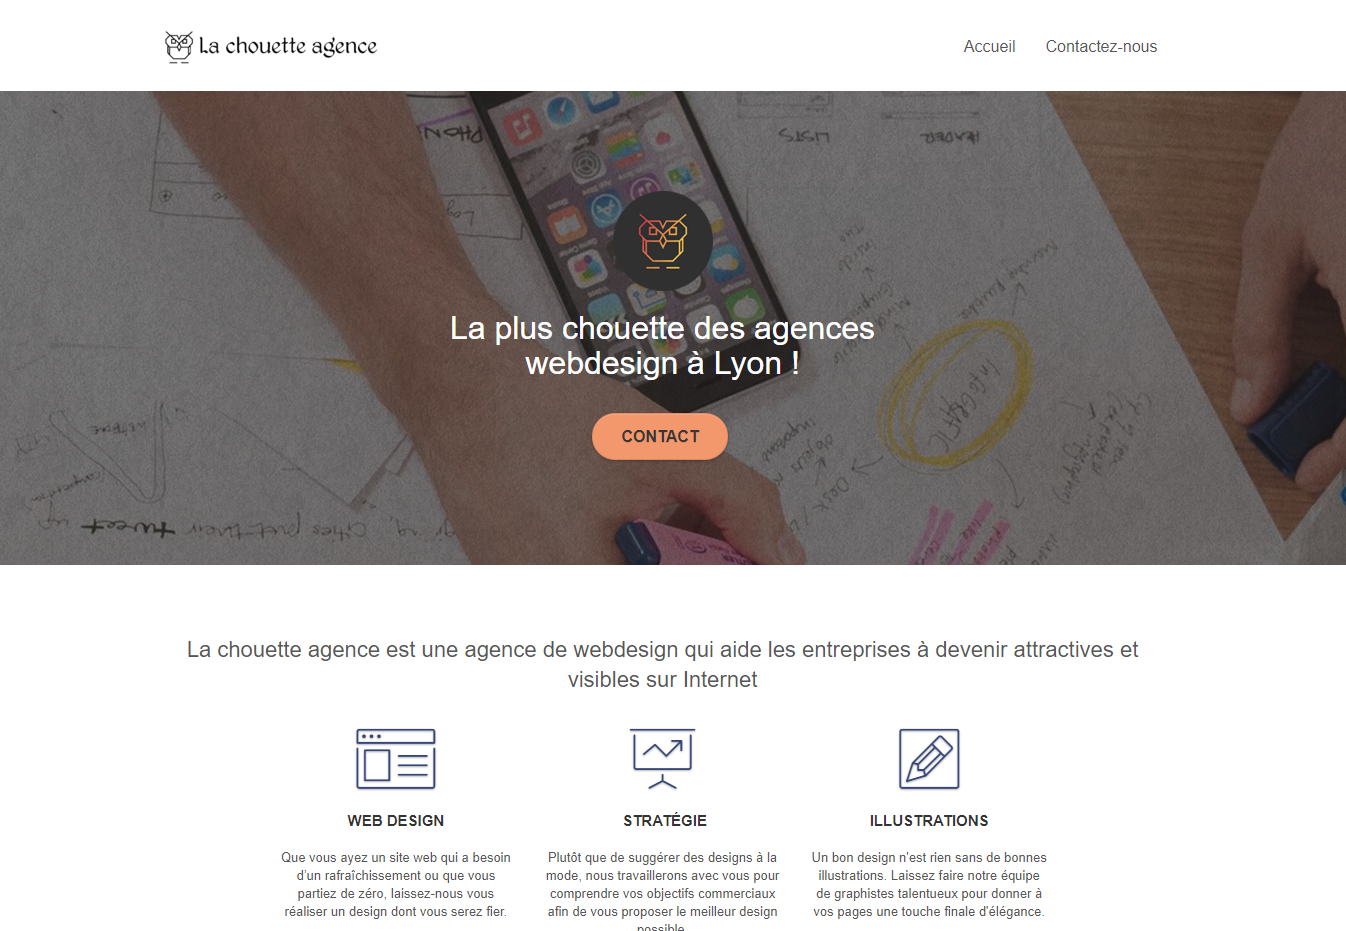 La chouette agence
Accueil
Contactez-nous
La plus chouette des agences
webdesign à Lyon !
CONTACT
LISTS
HEADER
tweet up
La chouette agence est une agence de webdesign qui aide les entreprises à devenir attractives et
visibles sur Internet
WEB DESIGN
Que vous ayez un site web qui a besoin
d'un rafraîchissement ou que vous
partiez de zéro, laissez-nous vous
réaliser un design dont vous serez fier.
STRATÉGIE
Plutôt que de suggérer des designs à la
mode, nous travaillerons avec vous pour
comprendre vos objectifs commerciaux
afin de vous proposer le meilleur design
possible.
ILLUSTRATIONS
Un bon design n'est rien sans de bonnes
illustrations. Laissez faire notre équipe
de graphistes talentueux pour donner à
vos pages une touche finale d'élégance.